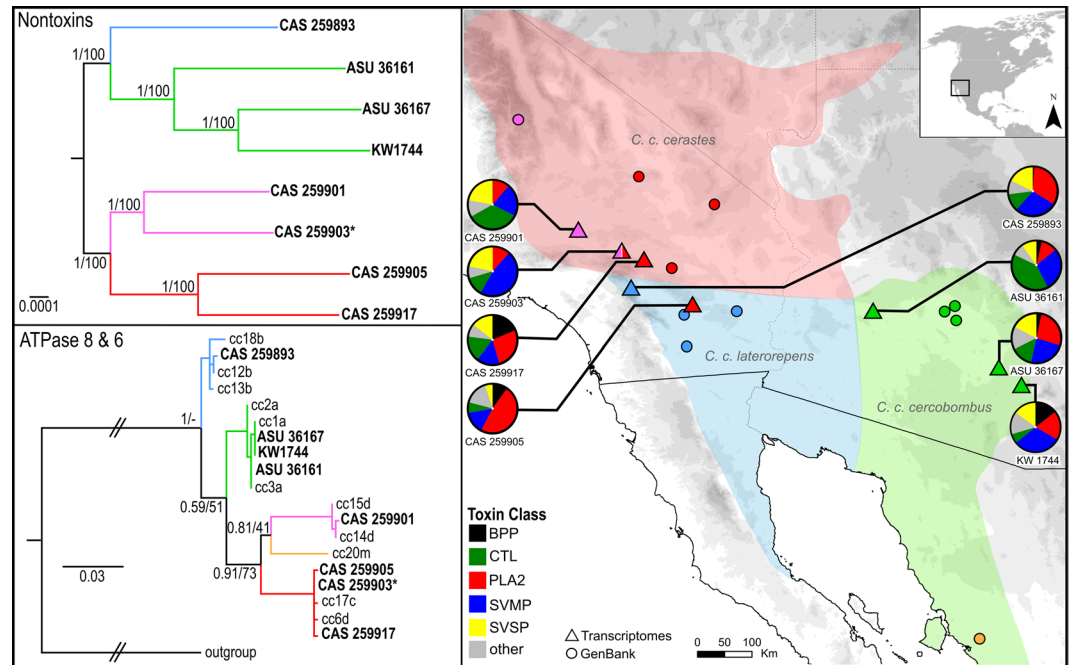 Nontoxins
CAS 259893
1/100
ASU 36161
1/100
ASU 36167
1/100
KW1744
CAS 259901
1/100
CAS 259903*
1/100
CAS 259905
1/100
CAS 259917
0.0001
ATPase 8 & 6
cc18b
CAS 259893
cc12b
cc13b
1/-
cc2a
cc1a
ASU 36167
KW1744
ASU 36161
cc3a
0.59/51
cc15d
CAS 259901
cc14d
0.81/41
cc20m
0.91/73
CAS 259905
CAS 259903*
cc17c
cc6d
CAS 259917
0.03
outgroup
N
C. c. cerastes
C. c. laterorepens
C. c. cercobombus
CAS 259901
CAS 259903
CAS 259917
CAS 259905
CAS 259893
ASU 36161
ASU 36167
KW 1744
Toxin Class
BPP
CTL
PLA2
SVMP
SVSP
other
Transcriptomes
GenBank
0 50 100
Km